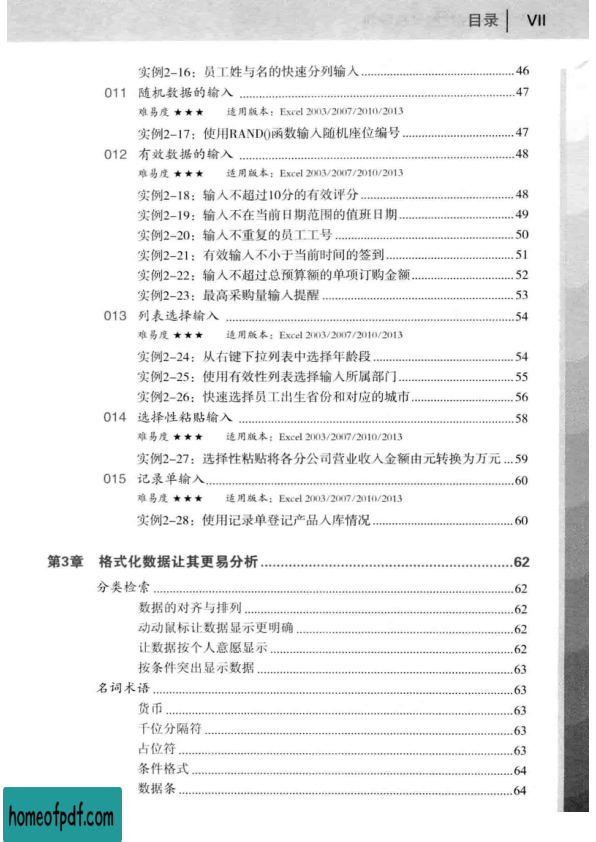 目录 | VII
实例2-16：员工姓与名的快速分列输入 46
011 随机数据的输入 47
难易度 ★★★ 适用版本：Excel 2003/2007/2010/2013
实例2-17：使用RAND()函数输入随机座位编号 47
012 有效数据的输入 48
难易度 ★★★ 适用版本：Excel 2003/2007/2010/2013
实例2-18：输入不超过10分的有效评分 48
实例2-19：输入不在当前日期范围的值班日期 49
实例2-20：输入不重复的员工工号 50
实例2-21：有效输入不小于当前时间的签到 51
实例2-22：输入不超过总预算额的单项订购金额 52
实例2-23：最高采购量输入提醒 53
013 列表选择输入 54
难易度 ★★★ 适用版本：Excel 2003/2007/2010/2013
实例2-24：从右键下拉列表中选择年龄段 54
实例2-25：使用有效性列表选择输入所属部门 55
实例2-26：快速选择员工出生省份和对应的城市 56
014 选择性粘贴输入 58
难易度 ★★★ 适用版本：Excel 2003/2007/2010/2013
实例2-27：选择性粘贴将各分公司营业收入金额由元转换为万元 59
015 记录单输入 60
难易度 ★★★ 适用版本：Excel 2003/2007/2010/2013
实例2-28：使用记录单登记产品入库情况 60
第3章 格式化数据让其更易分析 62
分类检索 62
数据的对齐与排列 62
动动鼠标让数据显示更明确 62
让数据按个人意愿显示 62
按条件突出显示数据 63
名词术语 63
货币 63
千位分隔符 63
占位符 63
条件格式 64
数据条 64
homeofpdf.com